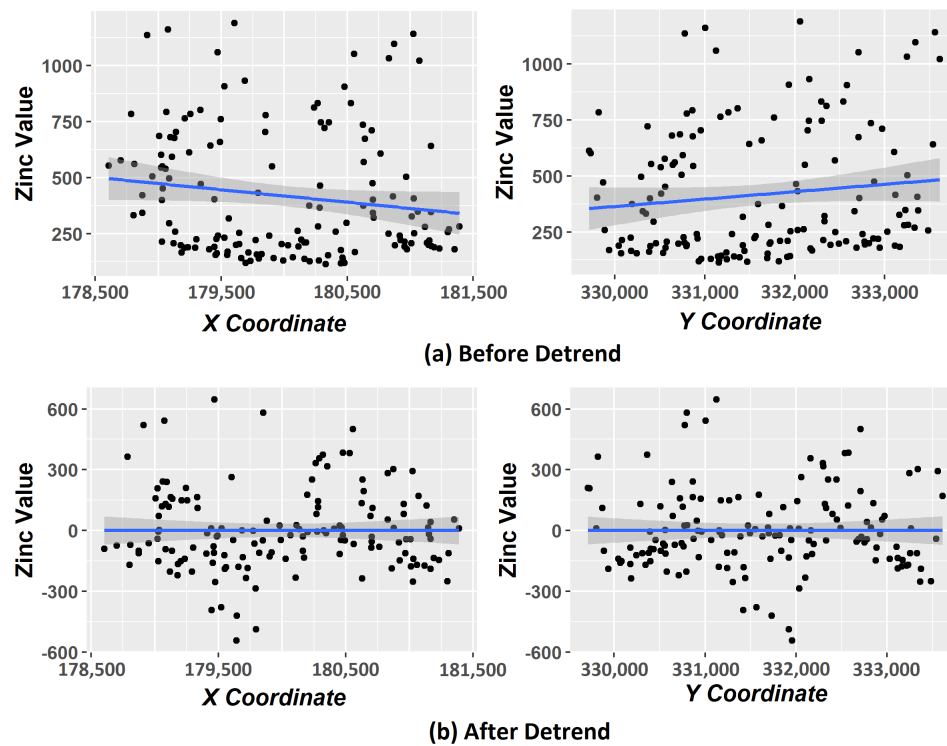 1000
750
500
250
Zinc Value
178,500 179,500 180,500 181,500
X Coordinate
1000
750
500
250
Zinc Value
330,000 331,000 332,000 333,000
Y Coordinate
(a) Before Detrend
600
300
0
-300
-600
Zinc Value
178,500 179,500 180,500 181,500
X Coordinate
600
300
0
-300
-600
Zinc Value
330,000 331,000 332,000 333,000
Y Coordinate
(b) After Detrend